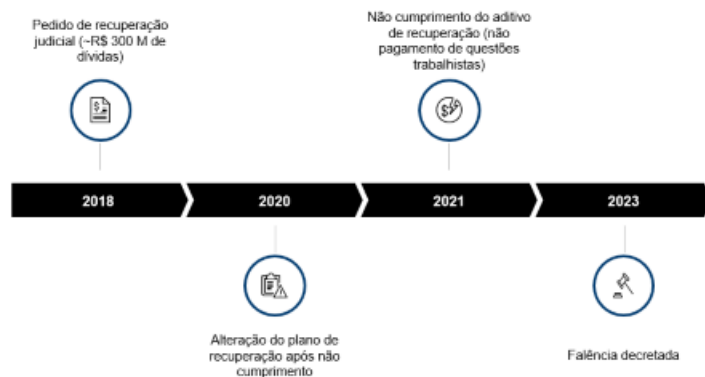 Pedido de recuperação
judicial (~R$ 300 M de
dívidas)
Não cumprimento do aditivo
de recuperação (não
pagamento de questões
trabalhistas)
2018
2020
2021
2023
Alteração do plano de
recuperação após não
cumprimento
Falência decretada